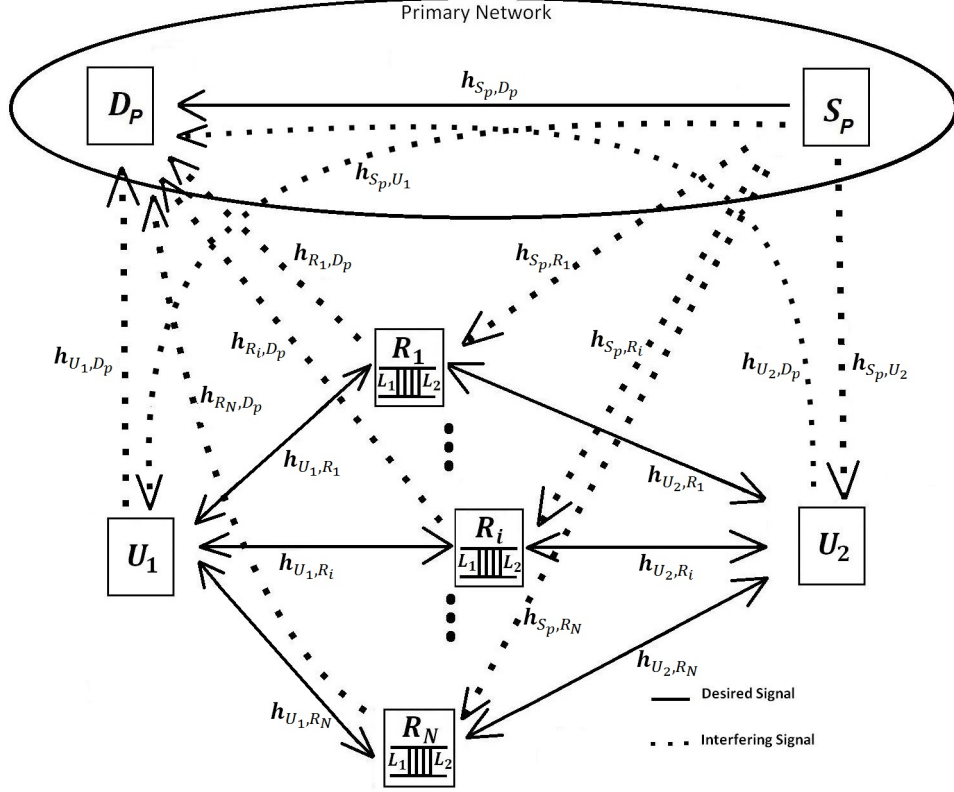 Primary Network
D_P
S_P
h_{S_p,D_p}
h_{S_p,U_1}
h_{R_1,D_p}
h_{S_p,R_1}
h_{R_i,D_p}
h_{S_p,R_i}
h_{U_1,D_p}
h_{U_2,D_p}
h_{S_p,U_2}
R_1
L_1 L_2
h_{R_N,D_p}
h_{U_1,R_1}
h_{U_2,R_1}
U_1
R_i
L_1 L_2
U_2
h_{U_1,R_i}
h_{U_2,R_i}
h_{S_p,R_N}
h_{U_2,R_N}
h_{U_1,R_N}
Desired Signal
R_N
L_1 L_2
Interfering Signal